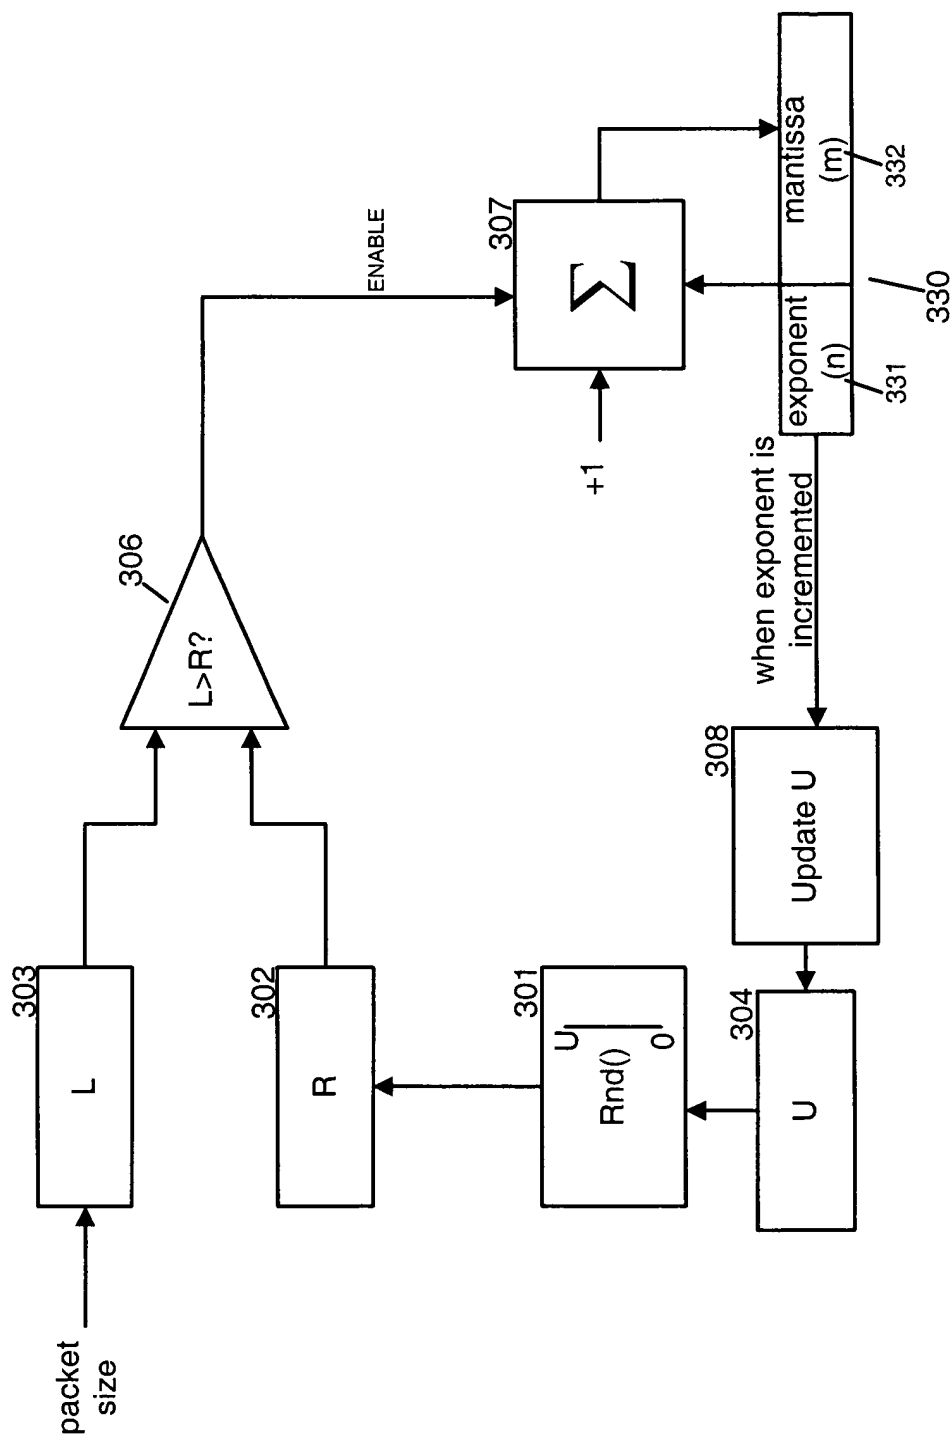 packet
size
303
L
302
R
301
Rnd()
U
0
304
U
308
Update U
306
L>R?
ENABLE
307
Σ
+1
when exponent is
incremented
exponent
(n)
331
mantissa
(m)
332
330